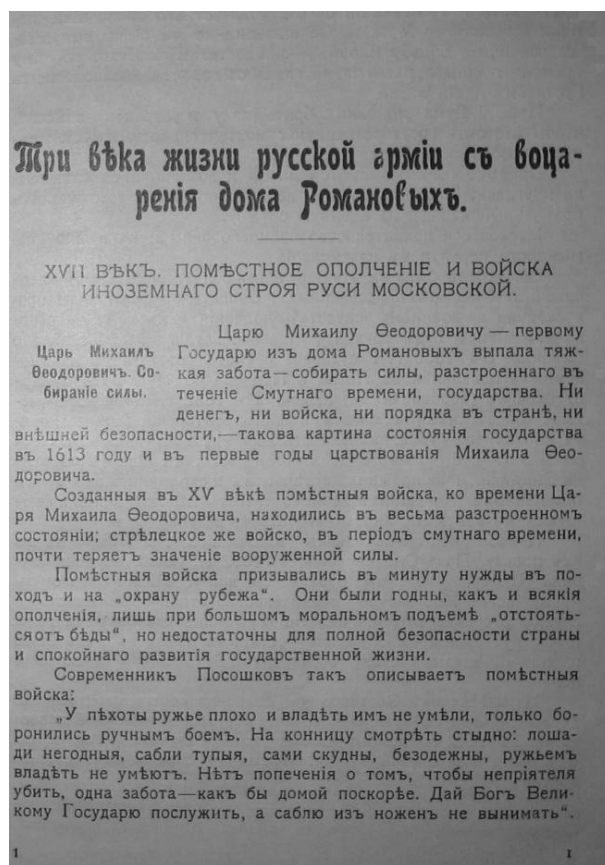 Три вѣка жизни русской арміи съ воца-
ренія дома Романовыхъ.
XVII ВѢКЪ. ПОМѢСТНОЕ ОПОЛЧЕНІЕ И ВОЙСКА
ИНОЗЕМНАГО СТРОЯ РУСИ МОСКОВСКОЙ.
Царь Михаилъ
Ѳеодоровичъ. Со-
бираніе силы.
Царю Михаилу Ѳеодоровичу — первому
Государю изъ дома Романовыхъ выпала тяж-
кая забота—собирать силы, разстроеннаго въ
теченіе Смутнаго времени, государства. Ни
денегъ, ни войска, ни порядка въ странѣ, ни
внѣшней безопасности,—такова картина состоянія государства
въ 1613 году и въ первые годы царствованія Михаила Ѳео-
доровича.
Созданныя въ XV вѣкѣ помѣстныя войска, ко времени Ца-
ря Михаила Ѳеодоровича, находились въ весьма разстроенномъ
состояніи; стрѣлецкое же войско, въ періодъ смутнаго времени,
почти теряетъ значеніе вооруженной силы.
Помѣстныя войска призывались въ минуту нужды въ по-
ходъ и на „охрану рубежа“. Они были годны, какъ и всякія
ополченія, лишь при большомъ моральномъ подъемѣ „отстоять-
ся отъ бѣды“, но недостаточны для полной безопасности страны
и спокойнаго развитія государственной жизни.
Современникъ Посошковъ такъ описываетъ помѣстныя
войска:
„У пѣхоты ружье плохо и владѣть имъ не умѣли, только бо-
ронились ручнымъ боемъ. На конницу смотрѣть стыдно: лоша-
ди негодныя, сабли тупыя, сами скудны, безодежны, ружьемъ
владѣть не умѣютъ. Нѣтъ попеченія о томъ, чтобы непріятеля
убить, одна забота—какъ бы домой поскорѣе. Дай Богъ Вели-
кому Государю послужить, а саблю изъ ноженъ не вынимать“.
1 I